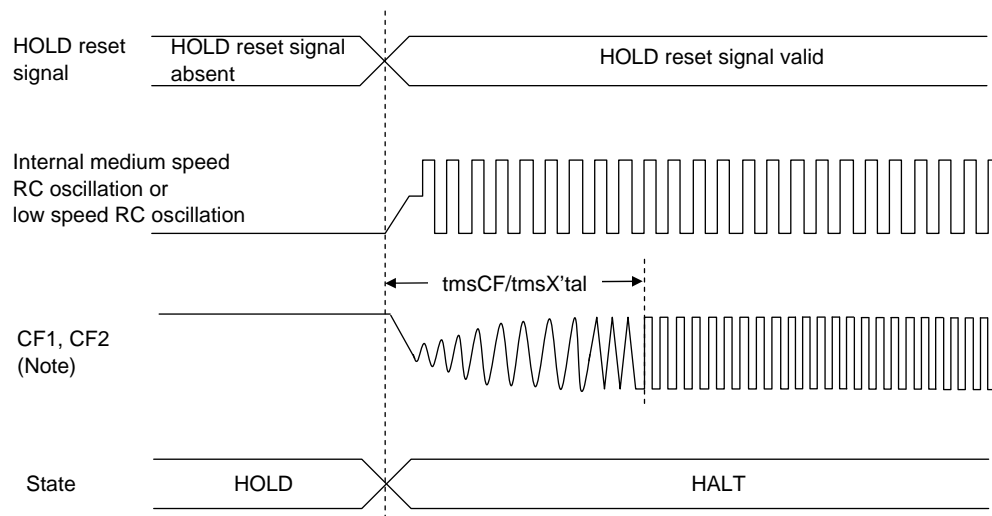 HOLD reset
signal
HOLD reset signal
absent
HOLD reset signal valid
Internal medium speed
RC oscillation or
low speed RC oscillation
tmsCF/tmsX'tal
CF1, CF2
(Note)
State
HOLD
HALT